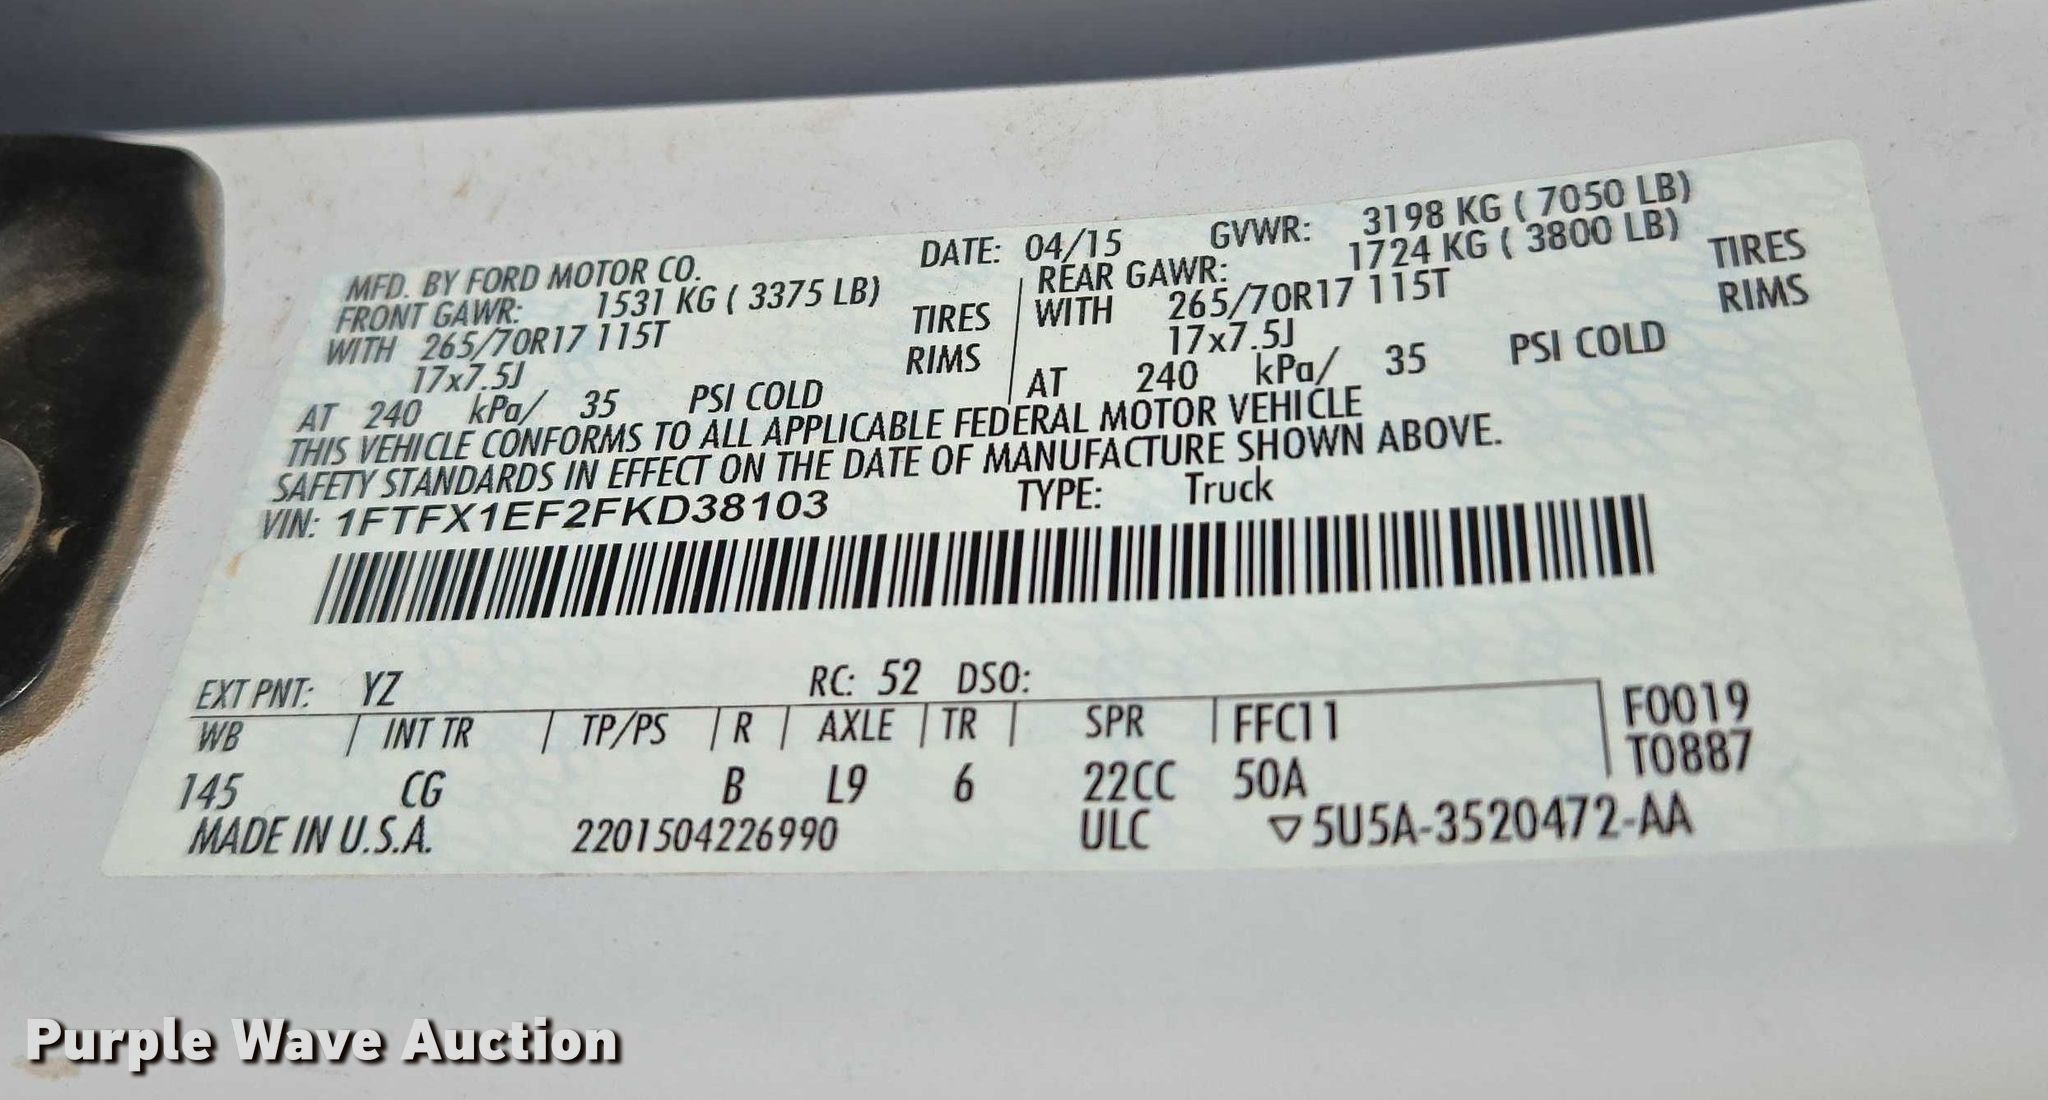 MFD. BY FORD MOTOR CO. DATE: 04/15 GVWR: 3198 KG ( 7050 LB)
FRONT GAWR: 1531 KG ( 3375 LB) REAR GAWR: 1724 KG ( 3800 LB)
WITH 265/70R17 115T TIRES WITH 265/70R17 115T TIRES
17x7.5J RIMS 17x7.5J RIMS
AT 240 kPa/ 35 PSI COLD AT 240 kPa/ 35 PSI COLD
THIS VEHICLE CONFORMS TO ALL APPLICABLE FEDERAL MOTOR VEHICLE
SAFETY STANDARDS IN EFFECT ON THE DATE OF MANUFACTURE SHOWN ABOVE.
VIN: 1FTFX1EF2FKD38103 TYPE: Truck
EXT PNT: YZ RC: 52 DSO:
WB | INT TR | TP/PS | R | AXLE | TR | SPR | FFC11 F0019
T0887
145 CG B L9 6 22CC 50A
MADE IN U.S.A. 2201504226990 ULC ▽5U5A-3520472-AA
Purple Wave Auction